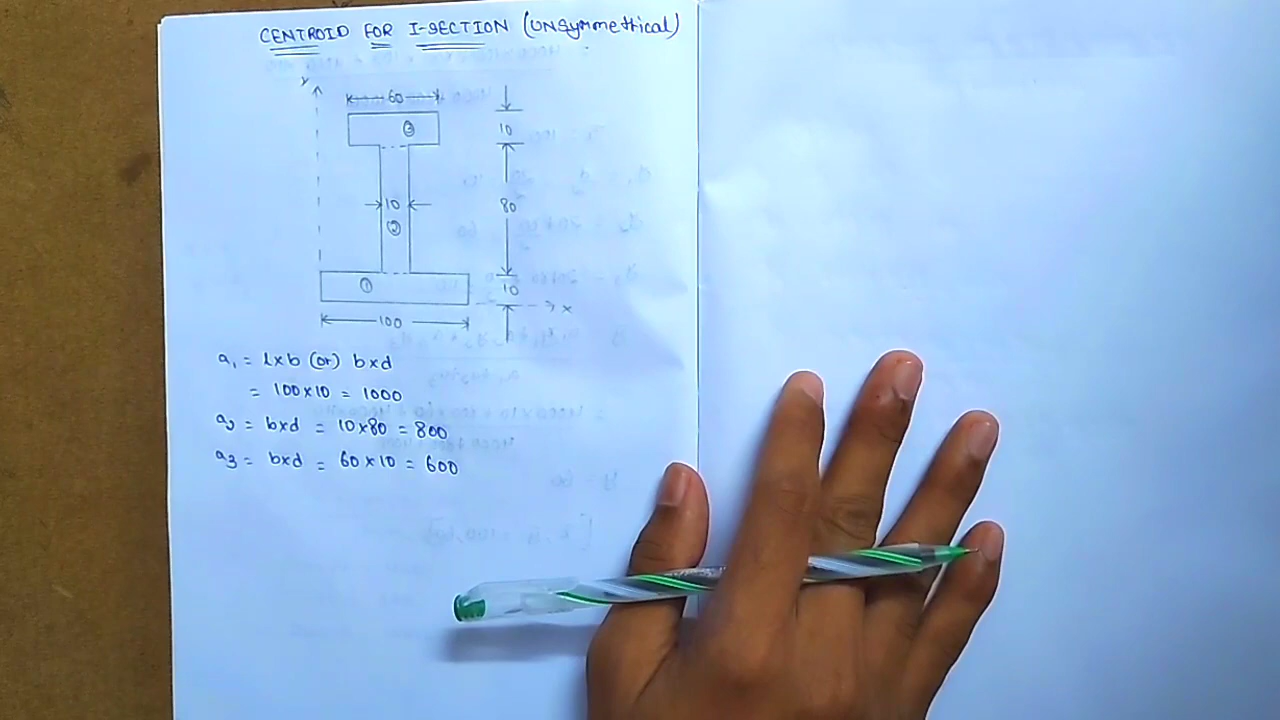 CENTROID FOR I-SECTION (UNSymmetrical)
Y
60
③
10
10
②
80
①
10
x
100
a₁ = l×b (or) b×d
= 100×10 = 1000
a₂ = b×d = 10×80 = 800
a₃ = b×d = 60×10 = 600